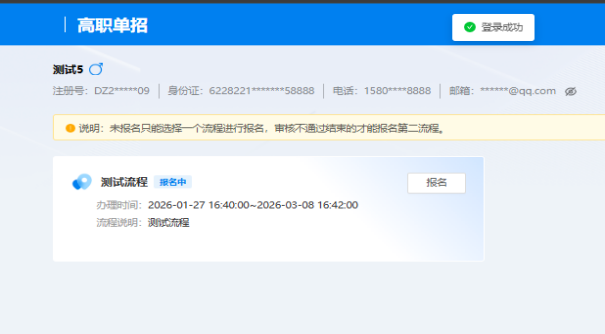 高职单招
登录成功
测试5
注册号：DZ2*****09 身份证：6228221*******58888 电话：1580****8888 邮箱：******@qq.com
说明：未报名只能选择一个流程进行报名，审核不通过结束的才能报名第二流程。
测试流程 报名中 报名
办理时间：2026-01-27 16:40:00~2026-03-08 16:42:00
流程说明：测试流程